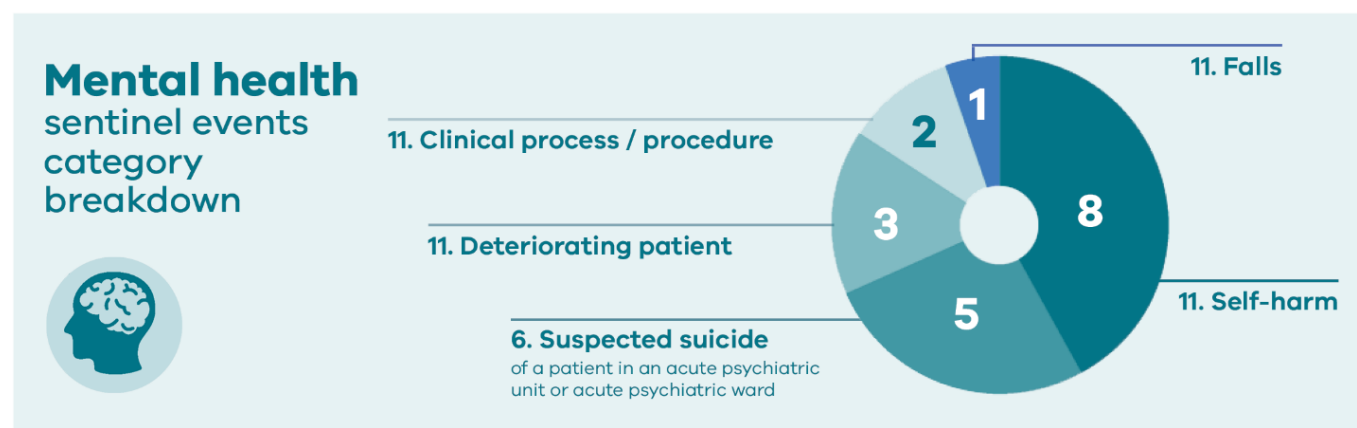 Mental health
sentinel events
category
breakdown
11. Falls
11. Clinical process / procedure
11. Deteriorating patient
6. Suspected suicide
of a patient in an acute psychiatric
unit or acute psychiatric ward
11. Self-harm
1
2
3
5
8